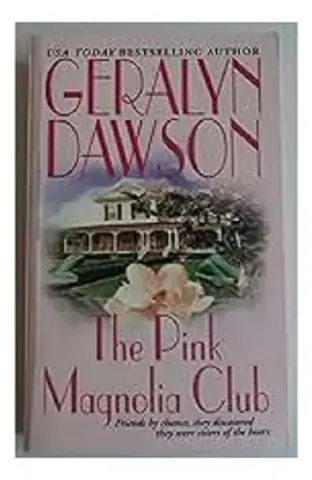 USA TODAY BESTSELLING AUTHOR
GERALYN
DAWSON
The Pink
Magnolia Club
Friends by chance, they discovered
they were sisters of the heart.